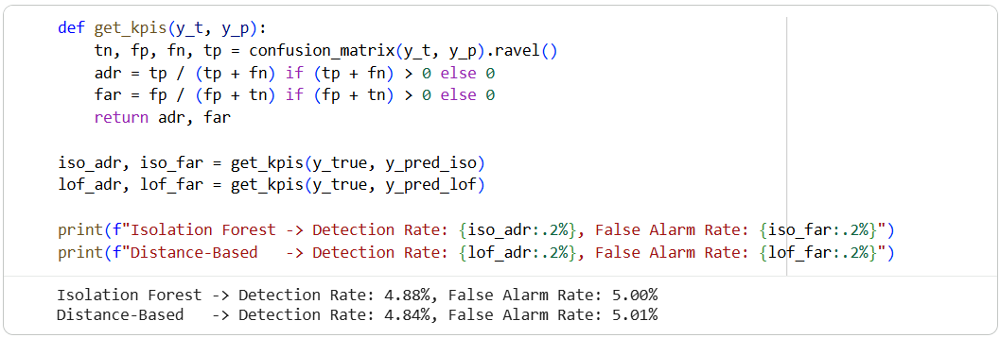 def get_kpis(y_t, y_p):
    tn, fp, fn, tp = confusion_matrix(y_t, y_p).ravel()
    adr = tp / (tp + fn) if (tp + fn) > 0 else 0
    far = fp / (fp + tn) if (fp + tn) > 0 else 0
    return adr, far

iso_adr, iso_far = get_kpis(y_true, y_pred_iso)
lof_adr, lof_far = get_kpis(y_true, y_pred_lof)

print(f"Isolation Forest -> Detection Rate: {iso_adr:.2%}, False Alarm Rate: {iso_far:.2%}")
print(f"Distance-Based   -> Detection Rate: {lof_adr:.2%}, False Alarm Rate: {lof_far:.2%}")
Isolation Forest -> Detection Rate: 4.88%, False Alarm Rate: 5.00%
Distance-Based   -> Detection Rate: 4.84%, False Alarm Rate: 5.01%